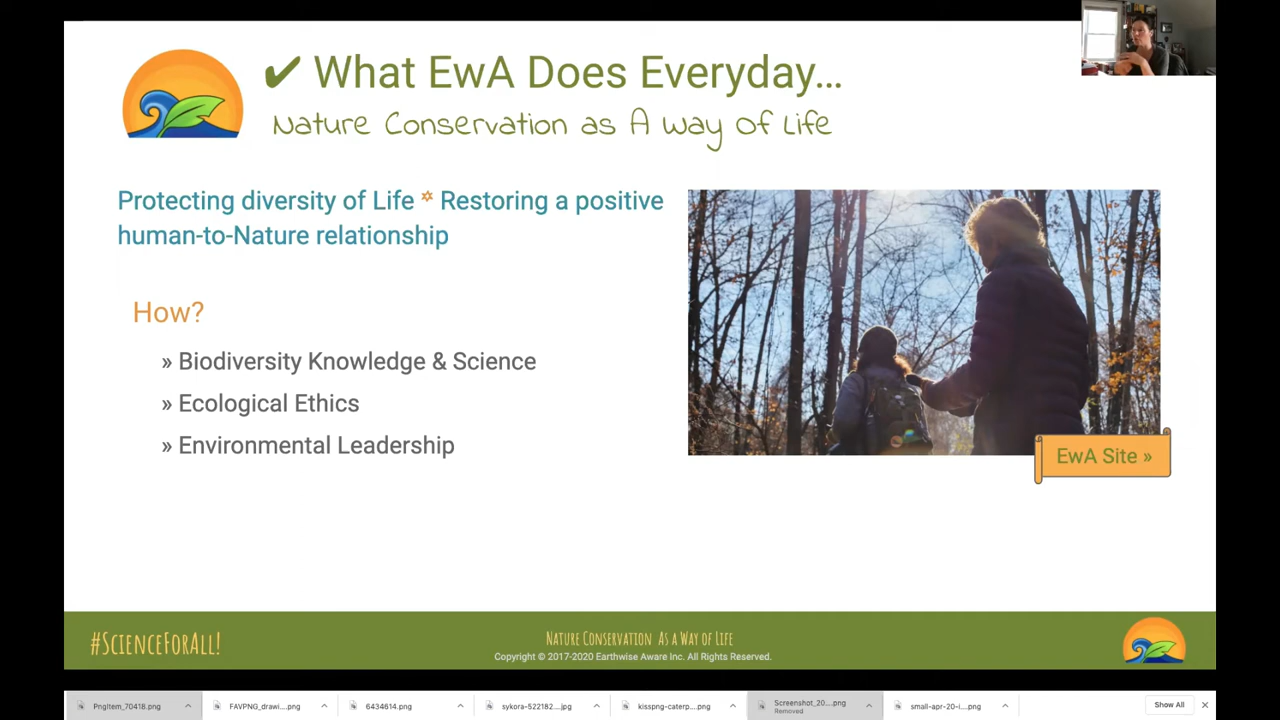 ✔ What EwA Does Everyday…
Nature Conservation as A Way Of Life
Protecting diversity of Life * Restoring a positive
human-to-Nature relationship
How?
» Biodiversity Knowledge & Science
» Ecological Ethics
» Environmental Leadership
EwA Site »
#ScienceForAll!
Nature Conservation As a Way of Life
Copyright © 2017-2020 Earthwise Aware Inc. All Rights Reserved.
PngItem_70418.png
FAVPNG_drawi....png
6434614.png
sykora-522182...jpg
kisspng-caterp....png
Screenshot_20....png
Removed
small-apr-20-i....png
Show All